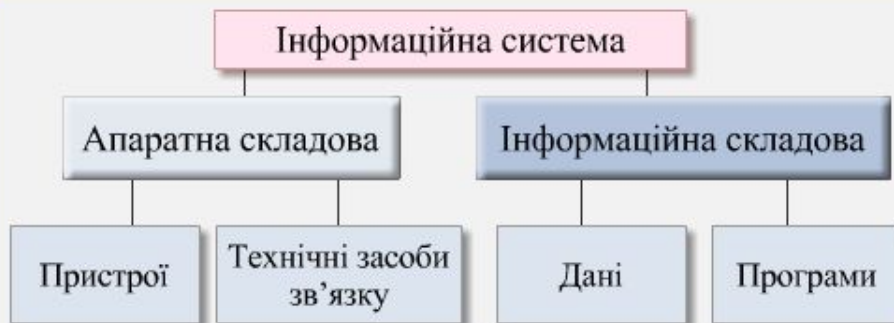 Інформаційна система
Апаратна складова
Інформаційна складова
Пристрої
Технічні засоби
зв’язку
Дані
Програми